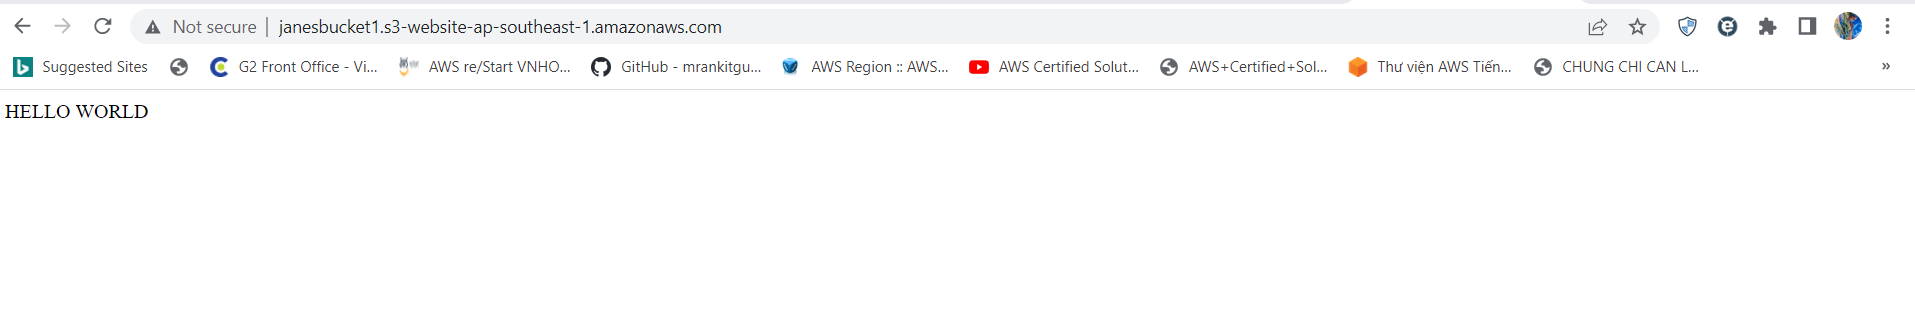 Not secure janesbucket1.s3-website-ap-southeast-1.amazonaws.com
Suggested Sites G2 Front Office - Vi... AWS re/Start VNHO... GitHub - mrankitgu... AWS Region :: AWS... AWS Certified Solut... AWS+Certified+Sol... Thư viện AWS Tiến... CHUNG CHI CAN L... »
HELLO WORLD